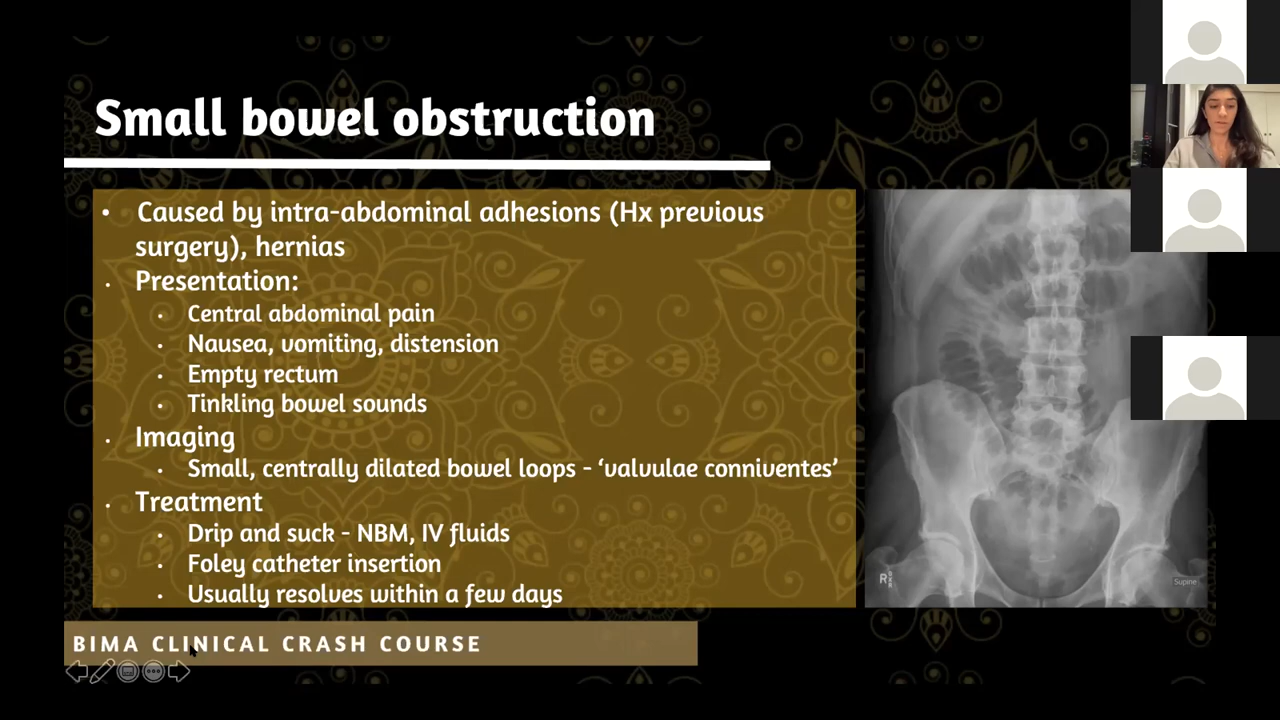 Small bowel obstruction
• Caused by intra-abdominal adhesions (Hx previous
surgery), hernias
• Presentation:
• Central abdominal pain
• Nausea, vomiting, distension
• Empty rectum
• Tinkling bowel sounds
• Imaging
• Small, centrally dilated bowel loops - ‘valvulae conniventes’
• Treatment
• Drip and suck - NBM, IV fluids
• Foley catheter insertion
• Usually resolves within a few days
R
Supine
BIMA CLINICAL CRASH COURSE